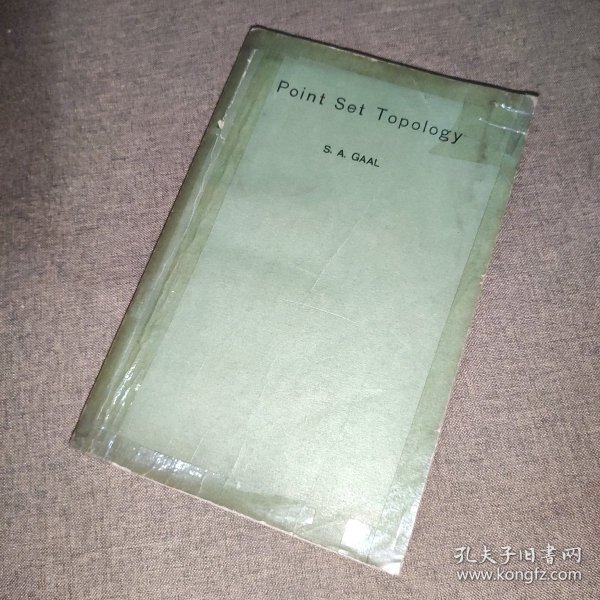 Point Set Topology
S. A. GAAL
孔夫子旧书网
www.kongfz.com